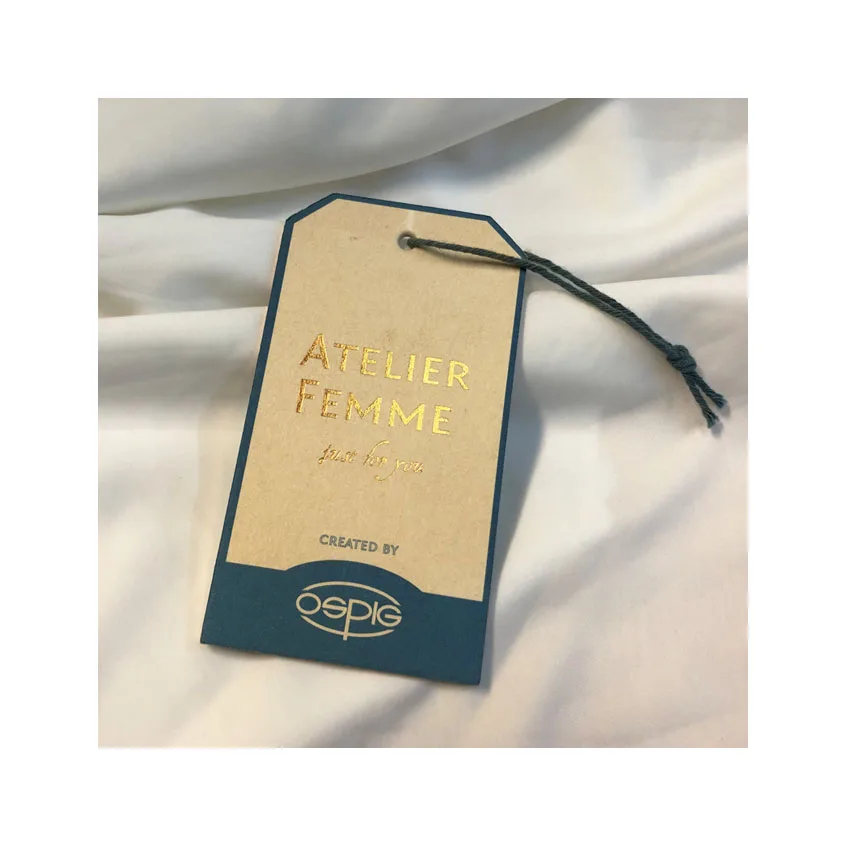 ATELIER
FEMME
just for you
CREATED BY
OSPIG